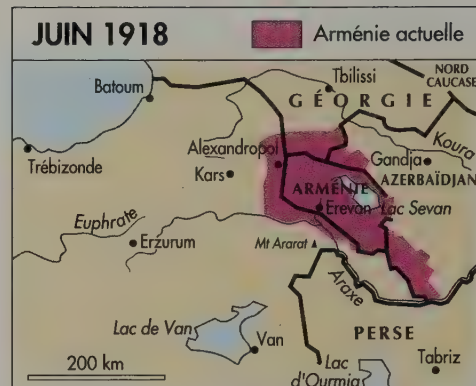 JUIN 1918
Arménie actuelle
NORD
CAUCASE
Tbilissi
Batoum
GÉORGIE
Koura
Trébizonde
Alexandropol
Gandja
Kars
AZERBAÏDJAN
ARMÉNIE
Erevan
Lac Sevan
Euphrate
Erzurum
Mt Ararat
Araxe
Lac de Van
Van
PERSE
200 km
Lac
d'Ourmia
Tabriz